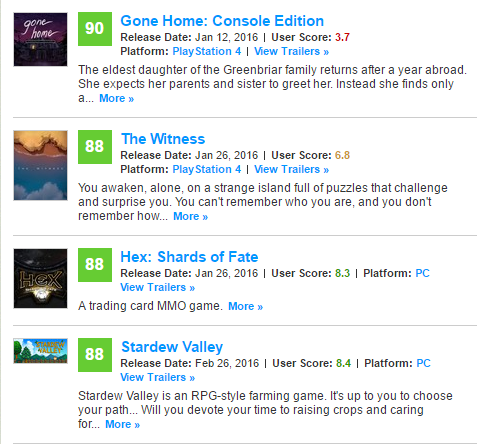 gone home
90
Gone Home: Console Edition
Release Date: Jan 12, 2016 | User Score: 3.7
Platform: PlayStation 4 | View Trailers »
The eldest daughter of the Greenbriar family returns after a year abroad.
She expects her parents and sister to greet her. Instead she finds only
a... More »
THE WITNESS
88
The Witness
Release Date: Jan 26, 2016 | User Score: 6.8
Platform: PlayStation 4 | View Trailers »
You awaken, alone, on a strange island full of puzzles that challenge
and surprise you. You can't remember who you are, and you don't
remember how... More »
HEX
88
Hex: Shards of Fate
Release Date: Jan 26, 2016 | User Score: 8.3 | Platform: PC
View Trailers »
A trading card MMO game. More »
STARDEW VALLEY
88
Stardew Valley
Release Date: Feb 26, 2016 | User Score: 8.4 | Platform: PC
View Trailers »
Stardew Valley is an RPG-style farming game. It's up to you to choose
your path... Will you devote your time to raising crops and caring
for... More »